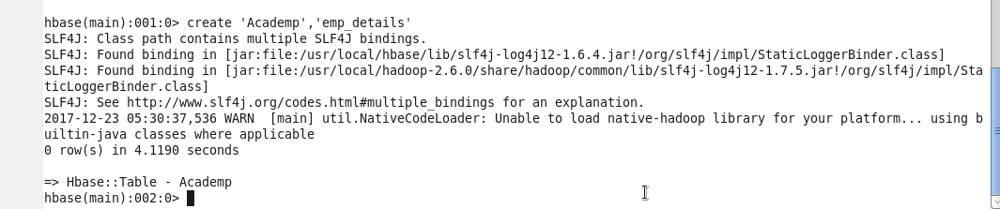 hbase(main):001:0> create 'Academp','emp_details'
SLF4J: Class path contains multiple SLF4J bindings.
SLF4J: Found binding in [jar:file:/usr/local/hbase/lib/slf4j-log4j12-1.6.4.jar!/org/slf4j/impl/StaticLoggerBinder.class]
SLF4J: Found binding in [jar:file:/usr/local/hadoop-2.6.0/share/hadoop/common/lib/slf4j-log4j12-1.7.5.jar!/org/slf4j/impl/Sta
ticLoggerBinder.class]
SLF4J: See http://www.slf4j.org/codes.html#multiple_bindings for an explanation.
2017-12-23 05:30:37,536 WARN  [main] util.NativeCodeLoader: Unable to load native-hadoop library for your platform... using b
uiltin-java classes where applicable
0 row(s) in 4.1190 seconds

=> Hbase::Table - Academp
hbase(main):002:0>